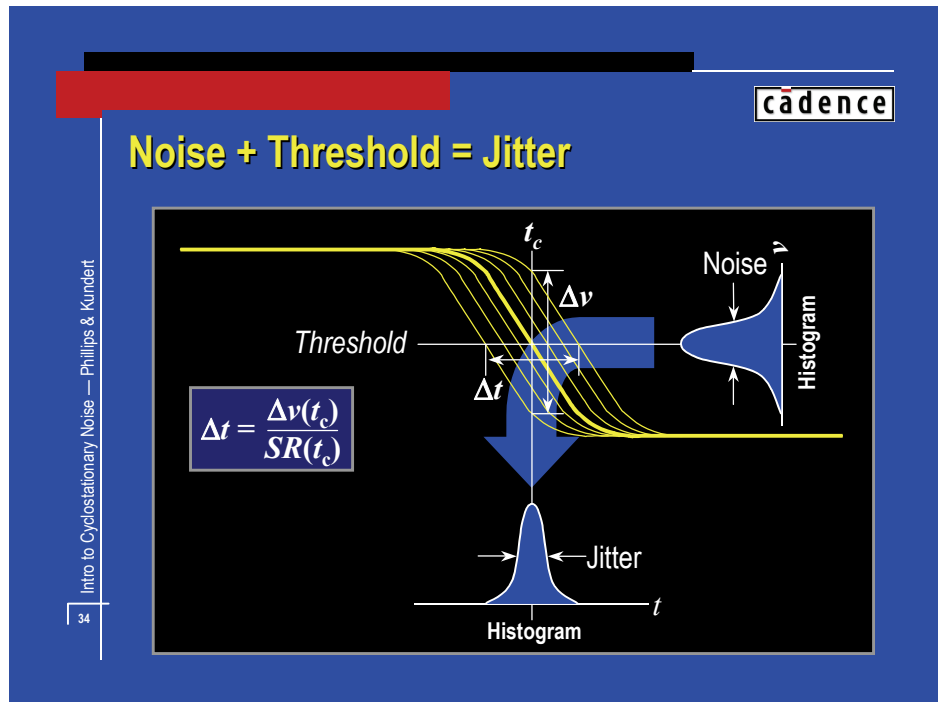 cādence
Noise + Threshold = Jitter
Intro to Cyclostationary Noise — Phillips & Kundert
34
t_c
Noise
v
Δv
Histogram
Threshold
Δt
Δt = Δv(t_c) / SR(t_c)
Jitter
t
Histogram